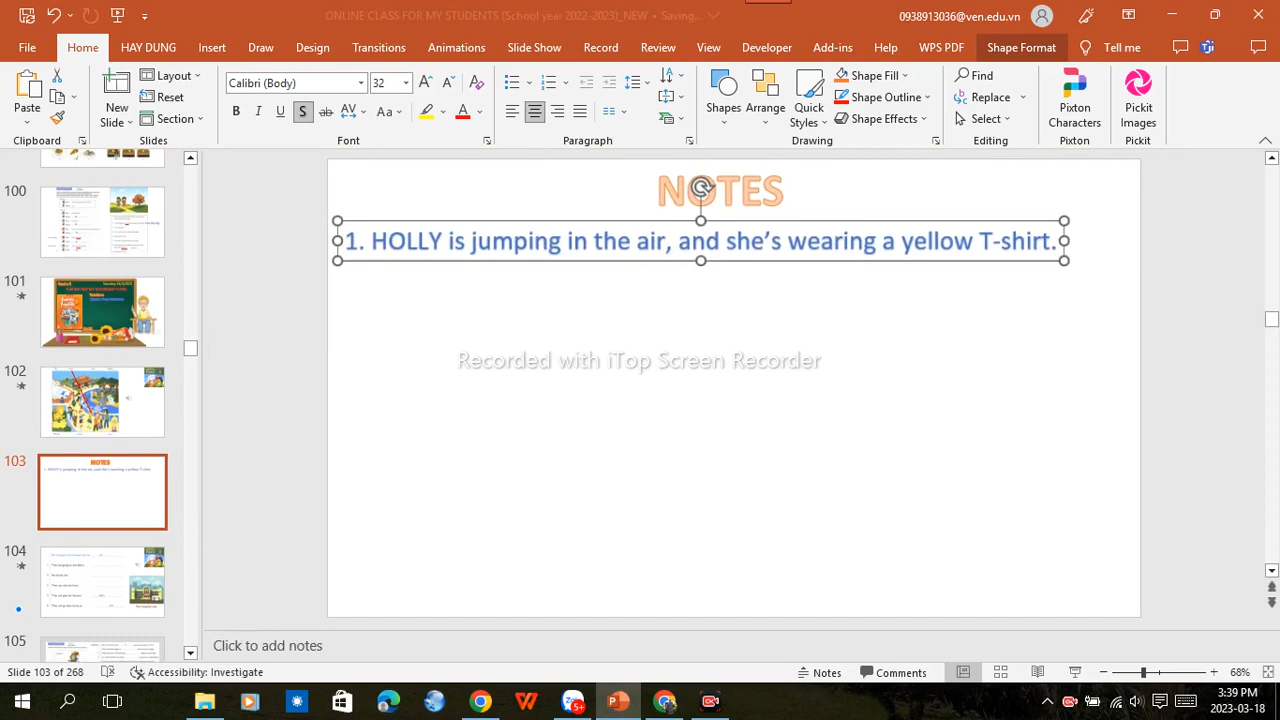 ONLINE CLASS FOR MY STUDENTS (School year 2022-2023)_NEW • Saving...
0938913036@ven.edu.vn
File Home HAY DUNG Insert Draw Design Transitions Animations Slide Show Record Review View Developer Add-ins Help WPS PDF Shape Format Tell me
Paste
New Slide
Layout
Reset
Section
Calibri (Body) 32
B I U S ab AV Aa A
Shapes Arrange Quick Styles
Shape Fill
Shape Outline
Shape Effects
Find
Replace
Select
Pixton Characters
Pickit Images
Clipboard Slides Font Paragraph Drawing Editing Pixton Pickit
100
101
102
103
NOTES
104
105
NOTES
1. HOLLY is jumping in the air, and she’s wearing a yellow T-shirt.
Recorded with iTop Screen Recorder
Click to add notes
Slide 103 of 268 Accessibility: Investigate Notes Comments 68%
5+
3:39 PM
2023-03-18